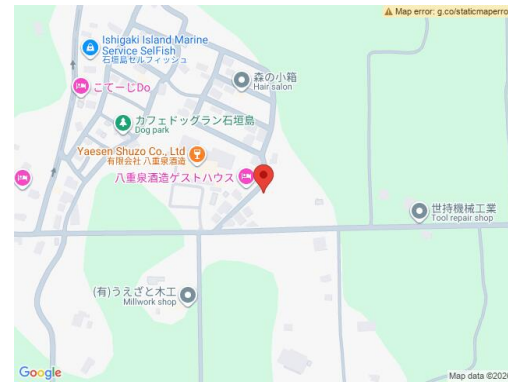 Map error: g.co/staticmaperro
Ishigaki Island Marine
Service SelFish
石垣島セルフィッシュ
森の小箱
Hair salon
こてーじDo
カフェドッグラン石垣島
Dog park
Yaesen Shuzo Co., Ltd
有限会社 八重泉酒造
八重泉酒造ゲストハウス
世持機械工業
Tool repair shop
(有)うえざと木工
Millwork shop
Google
Map data ©2026